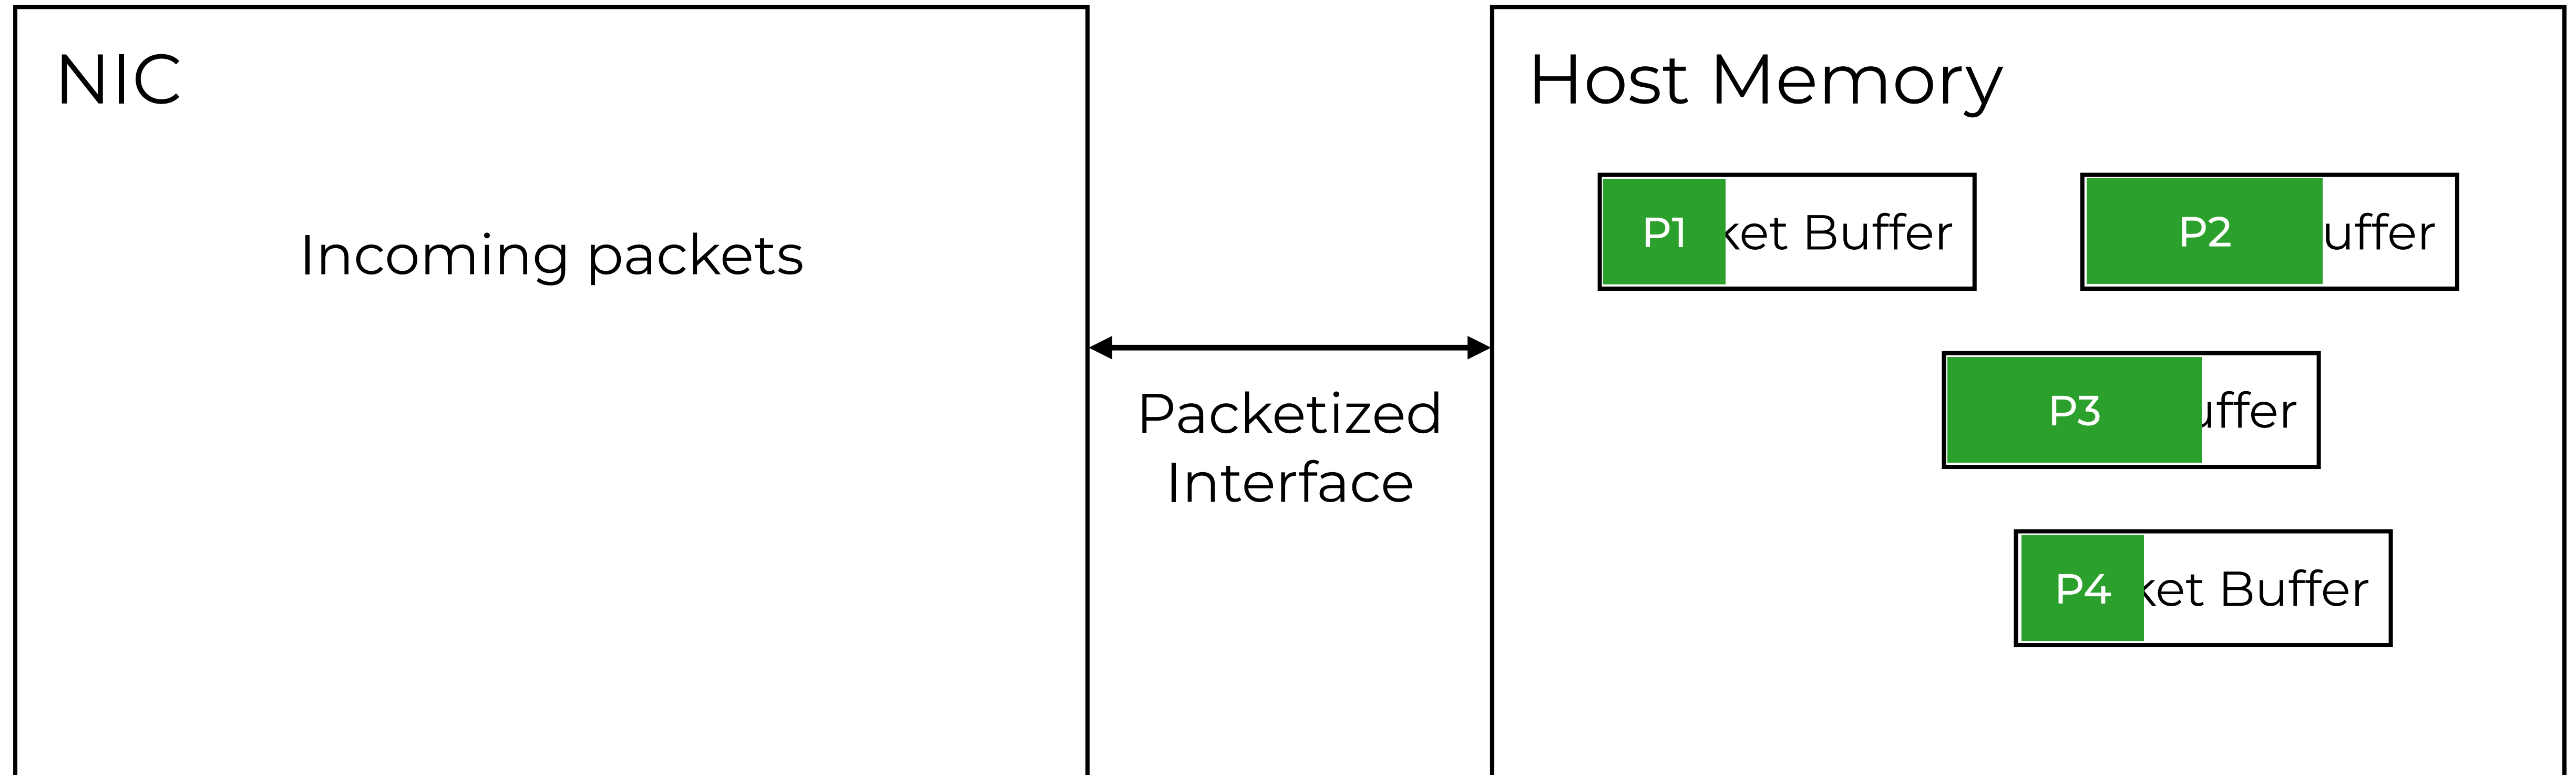 NIC
Incoming packets
Packetized
Interface
Host Memory
P1 ket Buffer
P2 uffer
P3 uffer
P4 ket Buffer